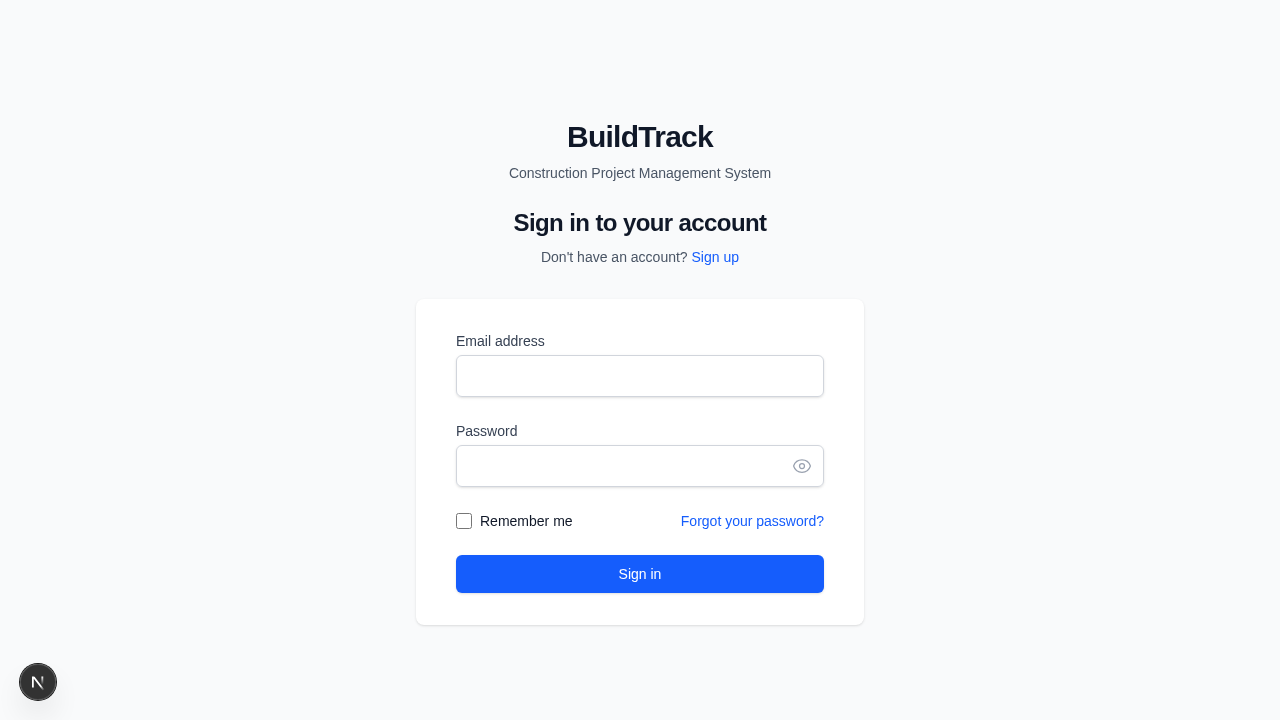 BuildTrack
Construction Project Management System
Sign in to your account
Don't have an account? Sign up
Email address
Password
Remember me
Forgot your password?
Sign in
N